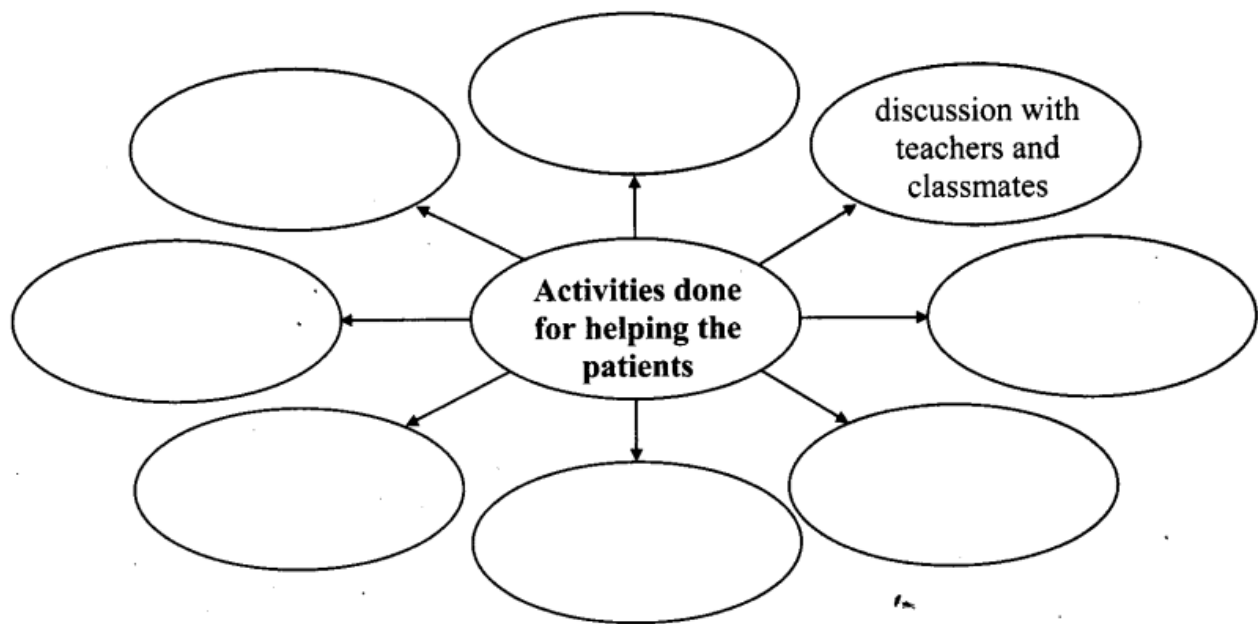 discussion with
teachers and
classmates
Activities done
for helping the
patients